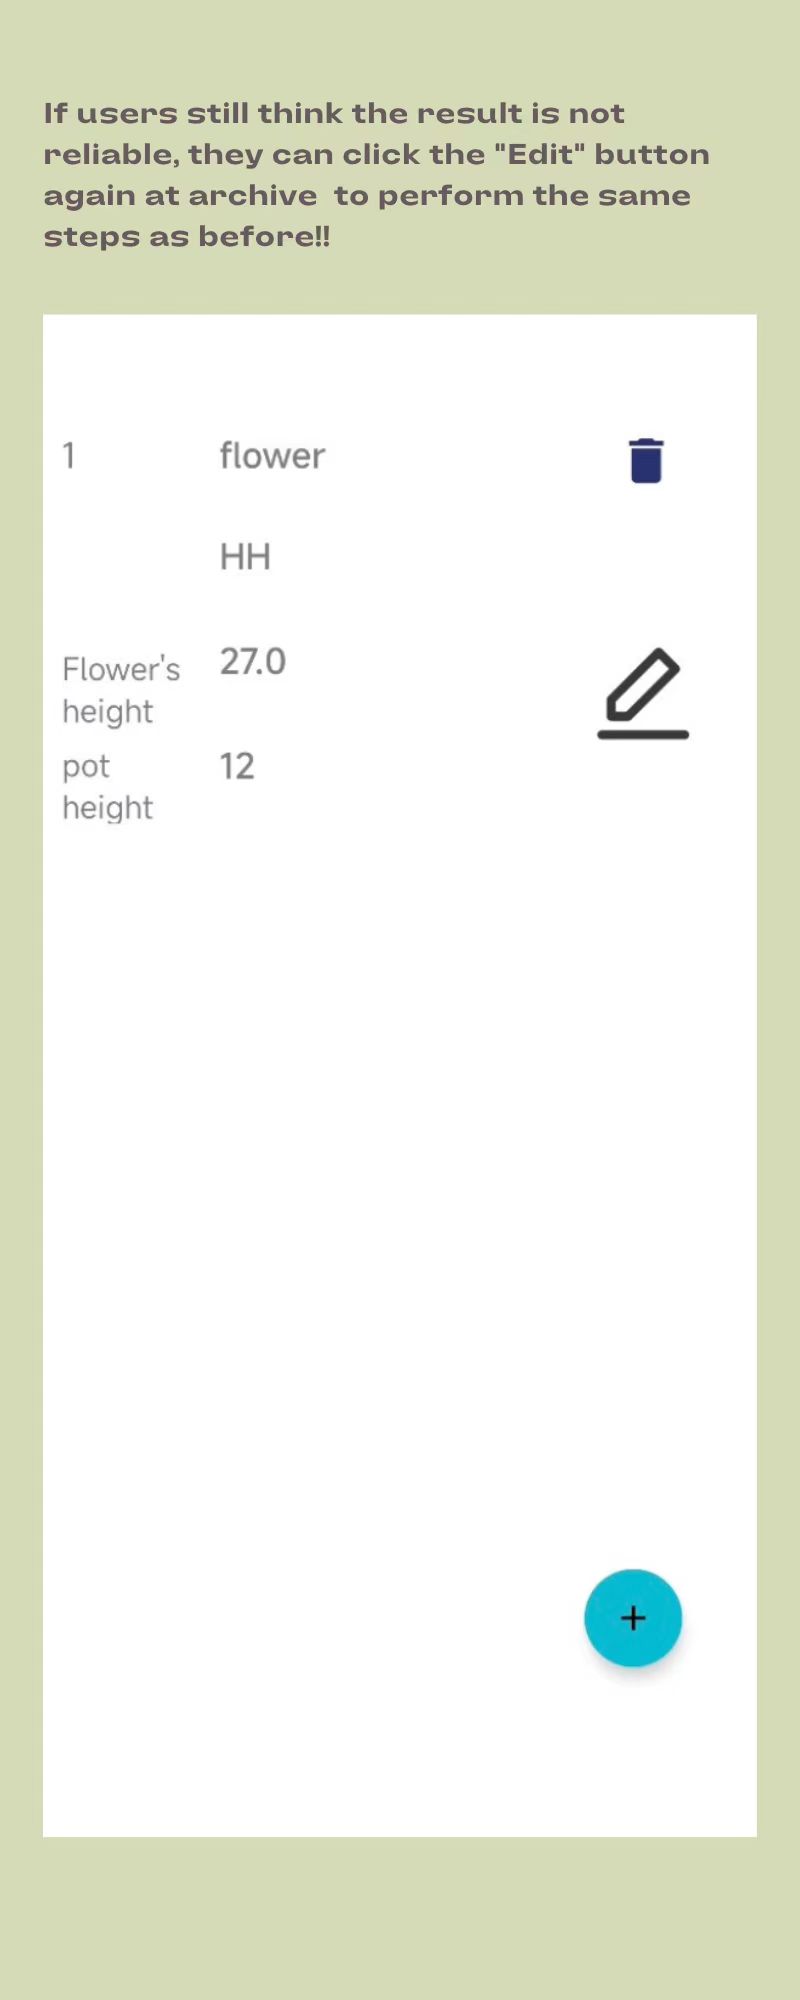 If users still think the result is not
reliable, they can click the "Edit" button
again at archive  to perform the same
steps as before!!
1 flower
HH
Flower's 27.0
height
pot 12
height
+